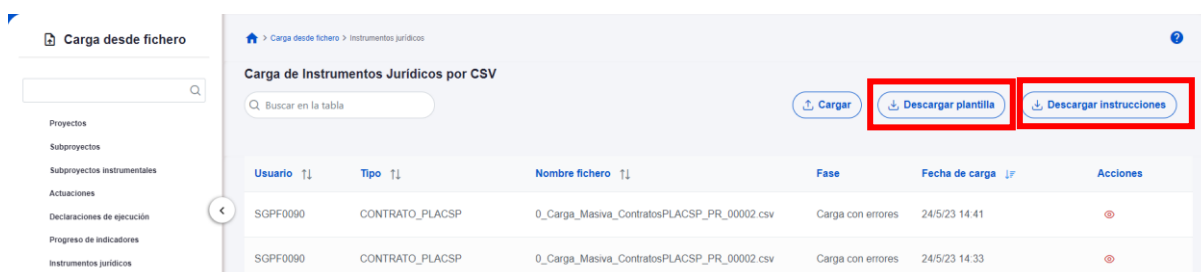 Carga desde fichero
> Carga desde fichero > Instrumentos jurídicos
?
Carga de Instrumentos Jurídicos por CSV
Buscar en la tabla
Cargar
Descargar plantilla
Descargar instrucciones
Proyectos
Subproyectos
Subproyectos instrumentales
Actuaciones
Declaraciones de ejecución
Progreso de indicadores
Instrumentos jurídicos
Usuario Tipo Nombre fichero Fase Fecha de carga Acciones
SGPF0090 CONTRATO_PLACSP 0_Carga_Masiva_ContratosPLACSP_PR_00002.csv Carga con errores 24/5/23 14:41
SGPF0090 CONTRATO_PLACSP 0_Carga_Masiva_ContratosPLACSP_PR_00002.csv Carga con errores 24/5/23 14:33